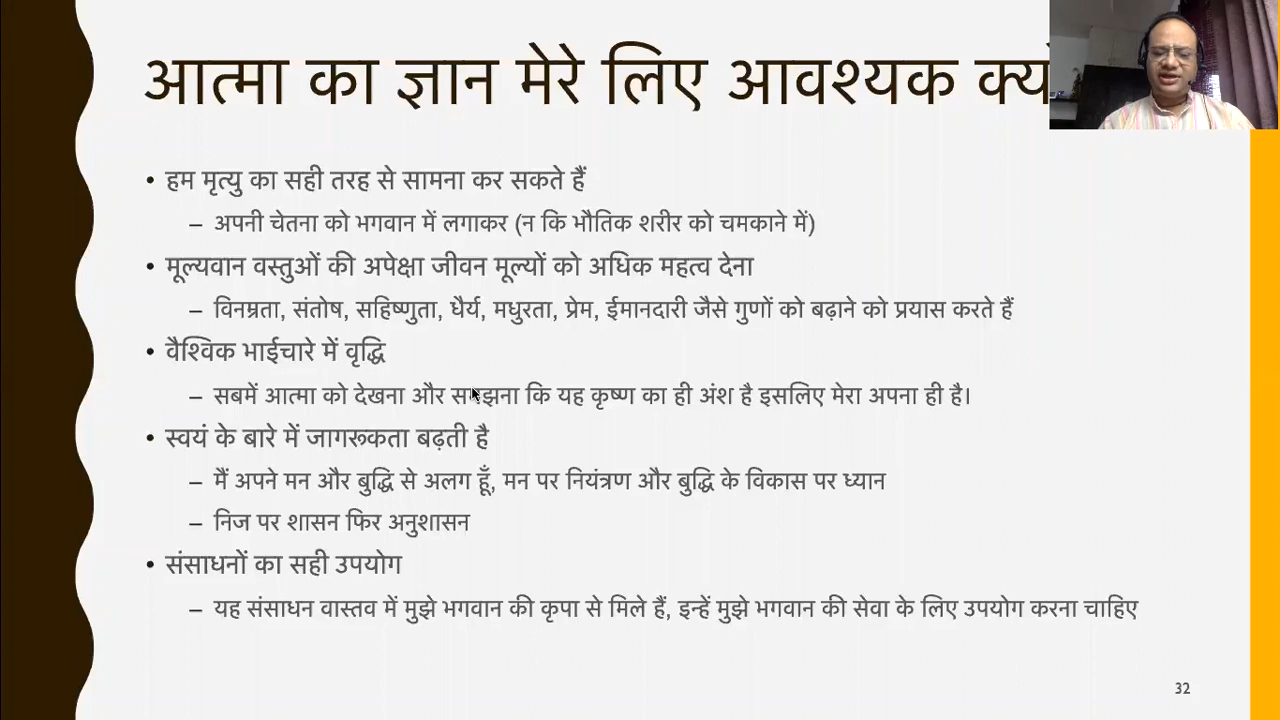 आत्मा का ज्ञान मेरे लिए आवश्यक
• हम मृत्यु का सही तरह से सामना कर सकते हैं
– अपनी चेतना को भगवान में लगाकर (न कि भौतिक शरीर को चमकाने में)
• मूल्यवान वस्तुओं की अपेक्षा जीवन मूल्यों को अधिक महत्व देना
– विनम्रता, संतोष, सहिष्णुता, धैर्य, मधुरता, प्रेम, ईमानदारी जैसे गुणों को बढ़ाने को प्रयास करते हैं
• वैश्विक भाईचारे में वृद्धि
– सबमें आत्मा को देखना और समझना कि यह कृष्ण का ही अंश है इसलिए मेरा अपना ही है।
• स्वयं के बारे में जागरूकता बढ़ती है
– मैं अपने मन और बुद्धि से अलग हूँ, मन पर नियंत्रण और बुद्धि के विकास पर ध्यान
– निज पर शासन फिर अनुशासन
• संसाधनों का सही उपयोग
– यह संसाधन वास्तव में मुझे भगवान की कृपा से मिले हैं, इन्हें मुझे भगवान की सेवा के लिए उपयोग करना चाहिए
32